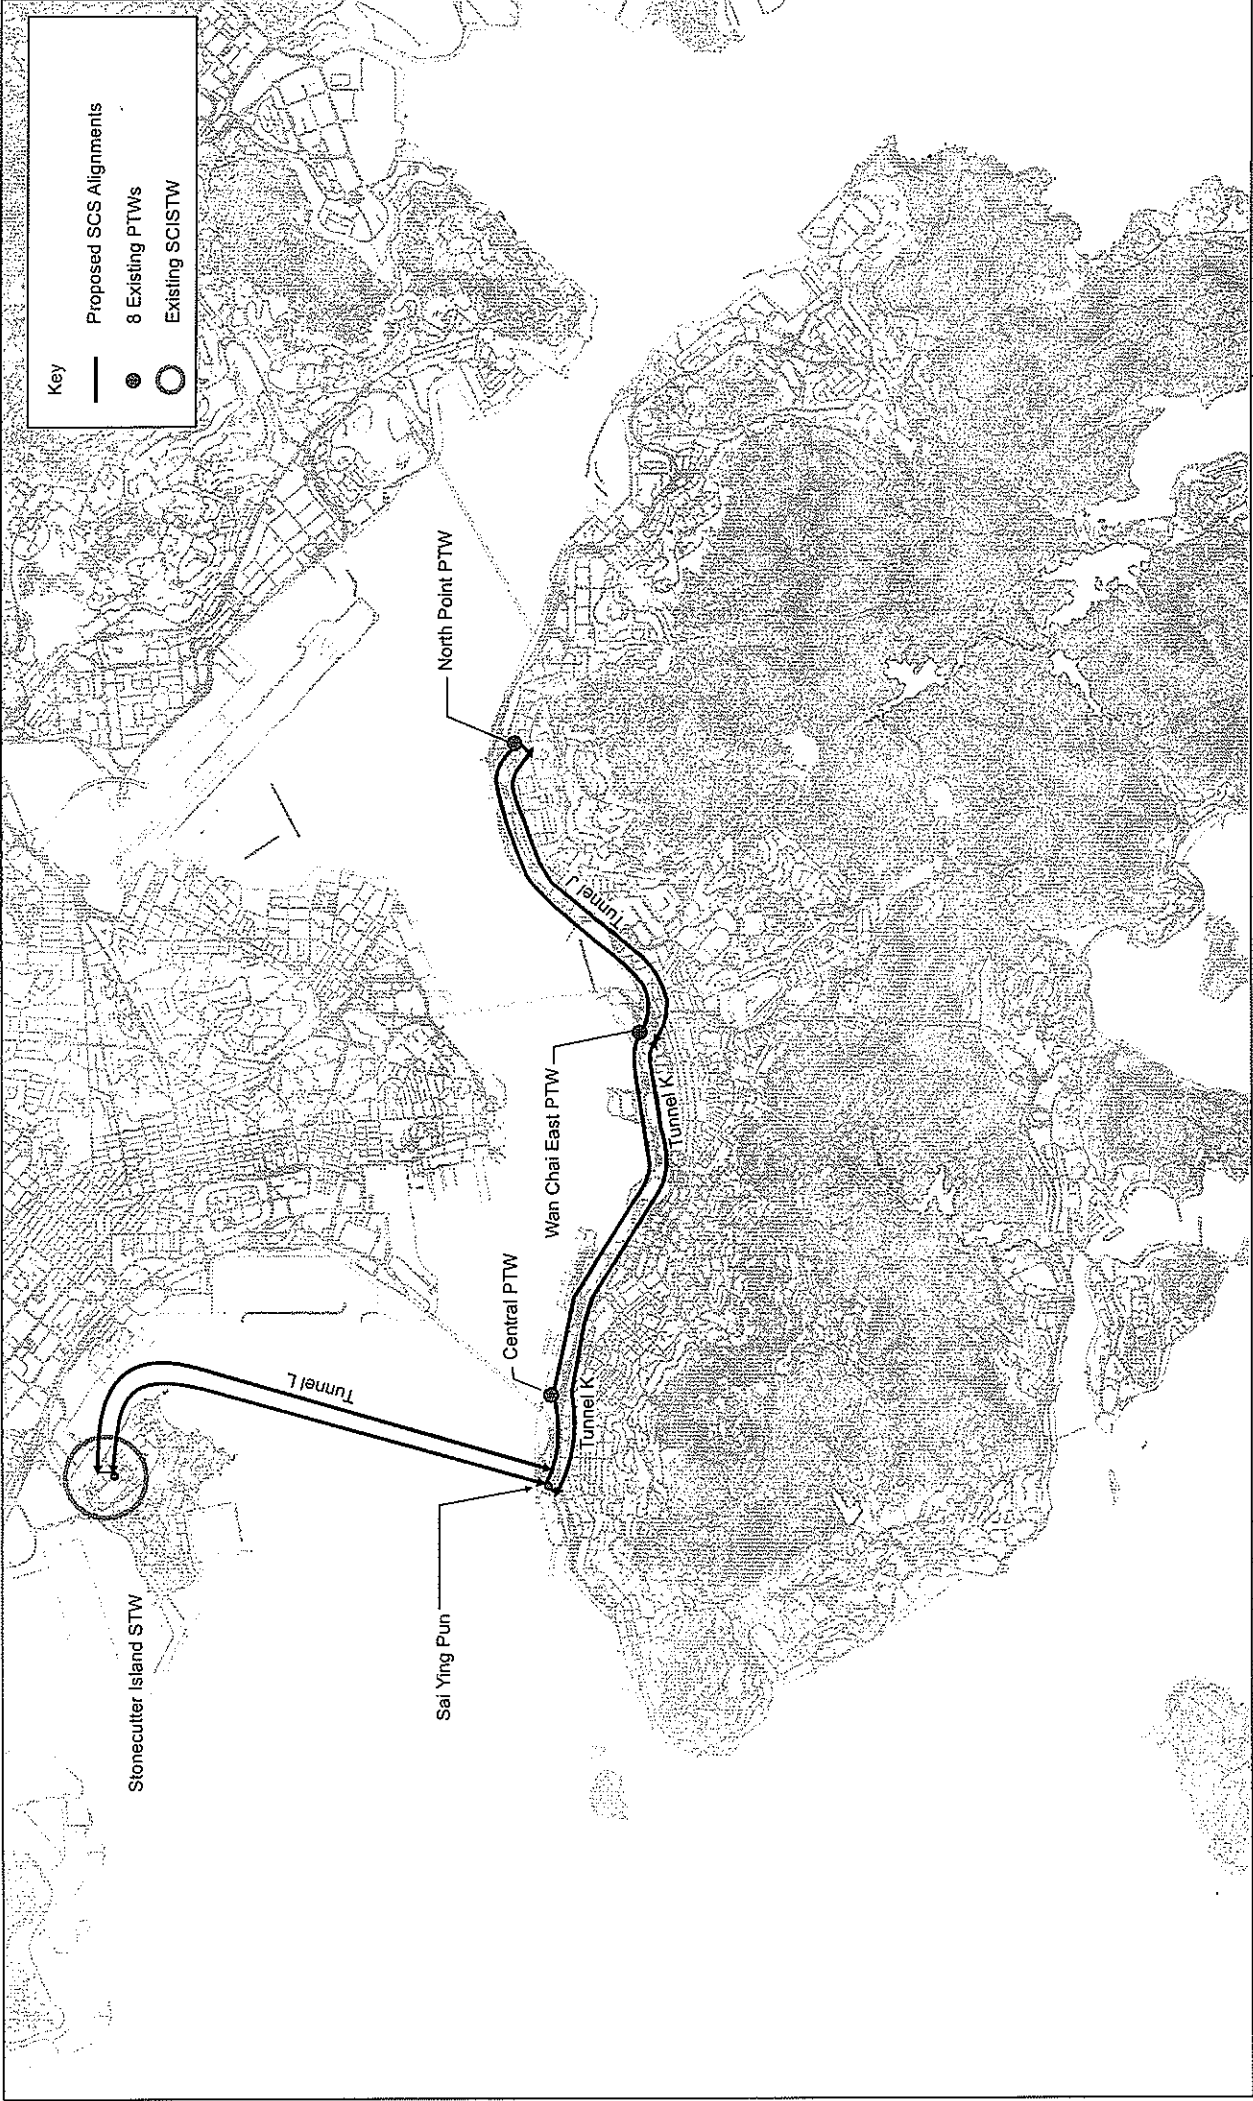 Key
Proposed SCS Alignments
8 Existing PTWs
Existing SCISTW
Stonecutter Island STW
Tunnel L
Sai Ying Pun
Central PTW
Wan Chai East PTW
North Point PTW
Tunnel K
Tunnel K
Tunnel J